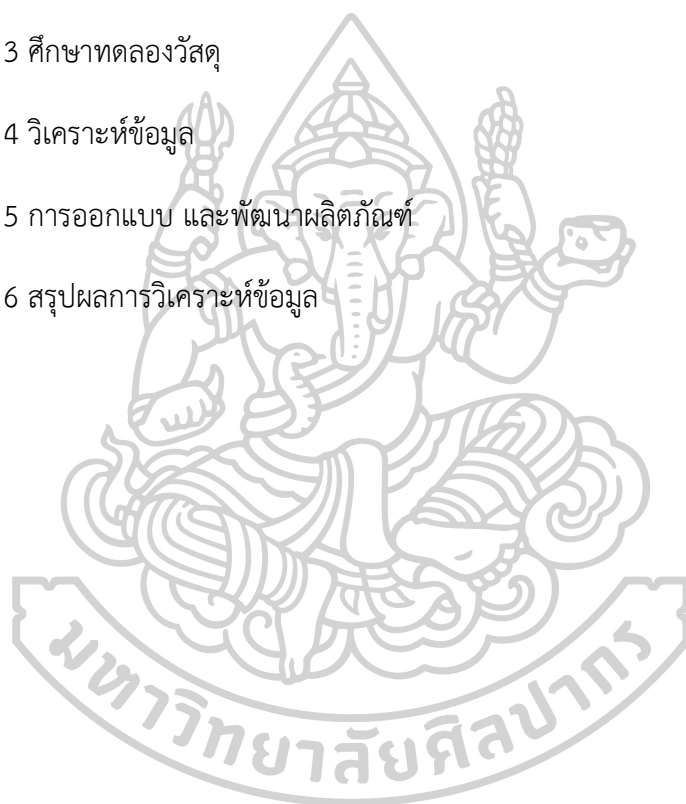 3 ศึกษาทดลองวัสดุ
4 วิเคราะห์ข้อมูล
5 การออกแบบ และพัฒนาผลิตภัณฑ์
6 สรุปผลการวิเคราะห์ข้อมูล
มหาวิทยาลัยศิลปากร